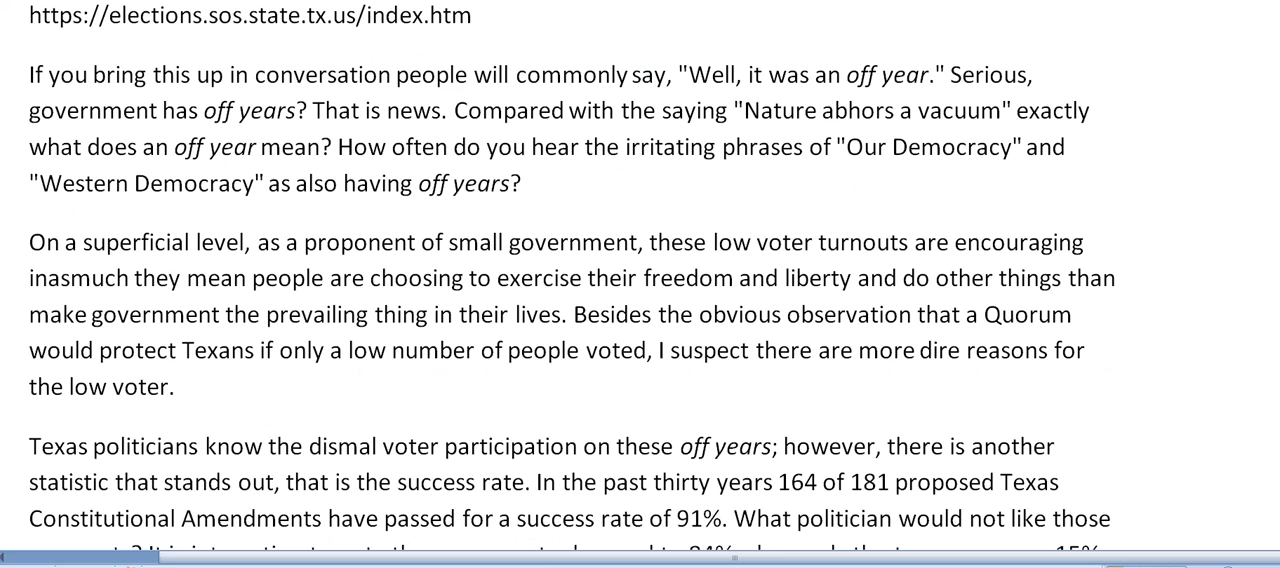 https://elections.sos.state.tx.us/index.htm
If you bring this up in conversation people will commonly say, "Well, it was an off year." Serious,
government has off years? That is news. Compared with the saying "Nature abhors a vacuum" exactly
what does an off year mean? How often do you hear the irritating phrases of "Our Democracy" and
"Western Democracy" as also having off years?
On a superficial level, as a proponent of small government, these low voter turnouts are encouraging
inasmuch they mean people are choosing to exercise their freedom and liberty and do other things than
make government the prevailing thing in their lives. Besides the obvious observation that a Quorum
would protect Texans if only a low number of people voted, I suspect there are more dire reasons for
the low voter.
Texas politicians know the dismal voter participation on these off years; however, there is another
statistic that stands out, that is the success rate. In the past thirty years 164 of 181 proposed Texas
Constitutional Amendments have passed for a success rate of 91%. What politician would not like those